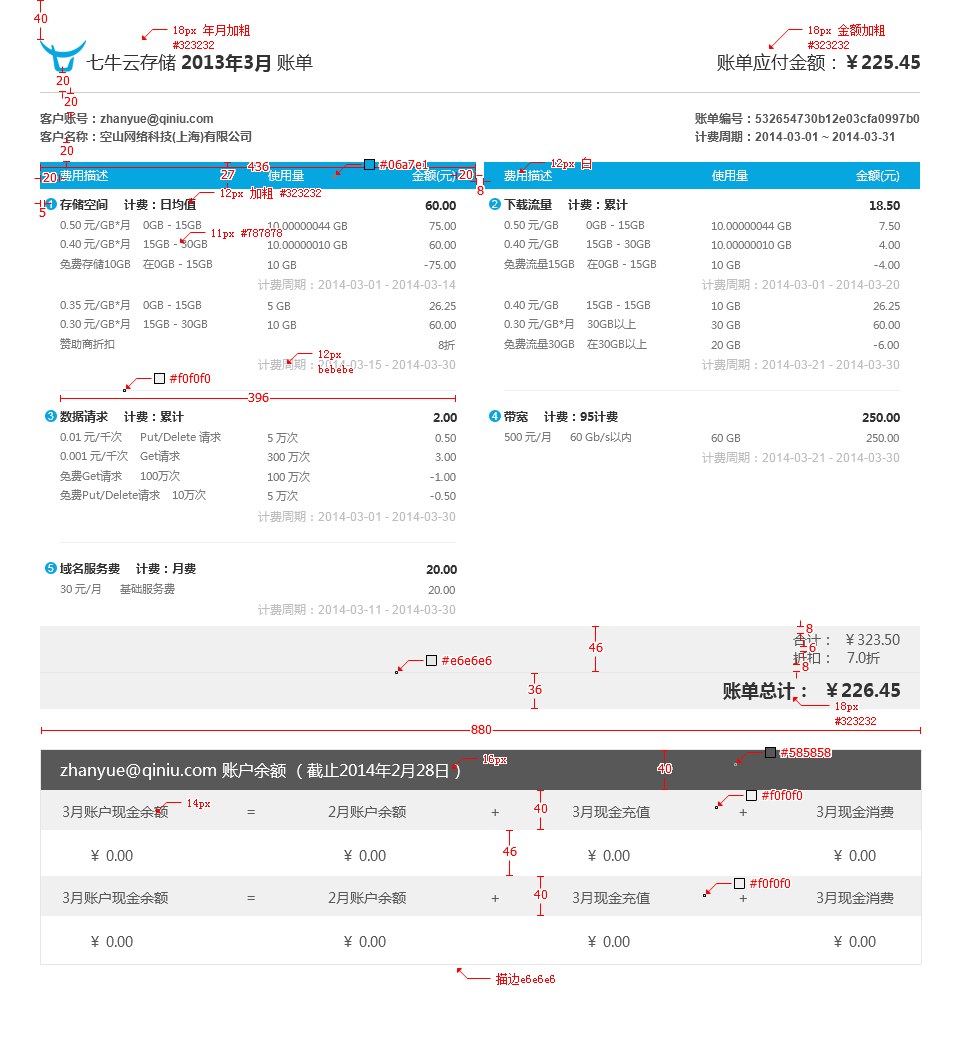 40
18px 年月加粗
#323232
18px 金额加粗
#323232
七牛云存储 2013年3月 账单
账单应付金额：￥225.45
20
20
客户账号：zhanyue@qiniu.com
账单编号：532654730b12e03cfa0997b0
客户名称：空山网络科技(上海)有限公司
计费周期：2014-03-01 ~ 2014-03-31
20
436
#06a7e1
12px 白
20 费用描述 27 使用量 金额(元) 20
8
费用描述 使用量 金额(元)
12px 加粗 #323232
5
1 存储空间 计费：日均值 60.00
0.50 元/GB*月 0GB - 15GB 10.00000044 GB 75.00
11px #787878
0.40 元/GB*月 15GB - 30GB 10.00000010 GB 60.00
免费存储10GB 在0GB - 15GB 10 GB -75.00
计费周期：2014-03-01 - 2014-03-14
0.35 元/GB*月 0GB - 15GB 5 GB 26.25
0.30 元/GB*月 15GB - 30GB 10 GB 60.00
赞助商折扣 8折
12px
bebebe
计费周期：2014-03-15 - 2014-03-30
#f0f0f0
396
2 下载流量 计费：累计 18.50
0.50 元/GB 0GB - 15GB 10.00000044 GB 7.50
0.40 元/GB 15GB - 30GB 10.00000010 GB 4.00
免费流量15GB 在0GB - 15GB 10 GB -4.00
计费周期：2014-03-01 - 2014-03-20
0.40 元/GB 15GB - 15GB 10 GB 26.25
0.30 元/GB*月 30GB以上 30 GB 60.00
免费流量30GB 在30GB以上 20 GB -6.00
计费周期：2014-03-21 - 2014-03-30
3 数据请求 计费：累计 2.00
0.01 元/千次 Put/Delete 请求 5 万次 0.50
0.001 元/千次 Get请求 300 万次 3.00
免费Get请求 100万次 100 万次 -1.00
免费Put/Delete请求 10万次 5 万次 -0.50
计费周期：2014-03-01 - 2014-03-30
4 带宽 计费：95计费 250.00
500 元/月 60 Gb/s以内 60 GB 250.00
计费周期：2014-03-21 - 2014-03-30
5 域名服务费 计费：月费 20.00
30 元/月 基础服务费 20.00
计费周期：2014-03-11 - 2014-03-30
8
合计： ￥323.50
46
6
折扣： 7.0折
#e6e6e6
8
36
账单总计： ￥226.45
18px
#323232
880
zhanyue@qiniu.com 账户余额 （ 截止2014年2月28日 ）
16px
40
#585858
#f0f0f0
14px
40
3月账户现金余额 = 2月账户余额 + 3月现金充值 + 3月现金消费
46
￥ 0.00 ￥ 0.00 ￥ 0.00 ￥ 0.00
#f0f0f0
40
3月账户现金余额 = 2月账户余额 + 3月现金充值 + 3月现金消费
￥ 0.00 ￥ 0.00 ￥ 0.00 ￥ 0.00
描边e6e6e6